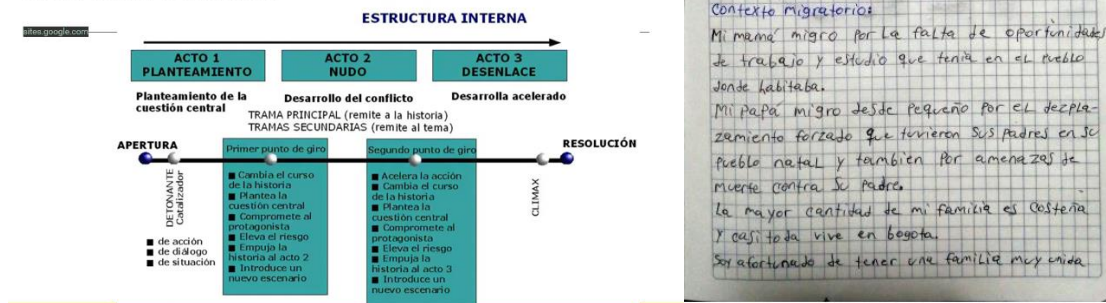 ESTRUCTURA INTERNA
sites.google.com
ACTO 1
PLANTEAMIENTO
ACTO 2
NUDO
ACTO 3
DESENLACE
Planteamiento de la
cuestión central
Desarrollo del conflicto
Desarrolla acelerado
TRAMA PRINCIPAL (remite a la historia)
TRAMAS SECUNDARIAS (remite al tema)
APERTURA
RESOLUCIÓN
DETONANTE
Catalizador
■ de acción
■ de diálogo
■ de situación
Primer punto de giro
■ Cambia el curso
de la historia
■ Plantea la
cuestión central
■ Compromete al
protagonista
■ Eleva el riesgo
■ Empuja la
historia al acto 2
■ Introduce un
nuevo escenario
Segundo punto de giro
■ Acelera la acción
■ Cambia el curso
de la historia
■ Plantea la
cuestión central
■ Compromete al
protagonista
■ Eleva el riesgo
■ Empuja la
historia al acto 3
■ Introduce un
nuevo escenario
CLIMAX
Contexto migratorio:
Mi mamá migro por la falta de oportunidades
de trabajo y estudio que tenia en el pueblo
donde habitaba.
Mi papá migro desde pequeño por el dezpla-
zamiento forzado que tuvieron sus padres en su
pueblo natal y tambien por amenazas de
muerte contra su padre.
La mayor cantidad de mi familia es costeña
y casi toda vive en bogota.
Soy afortunado de tener una familia muy unida